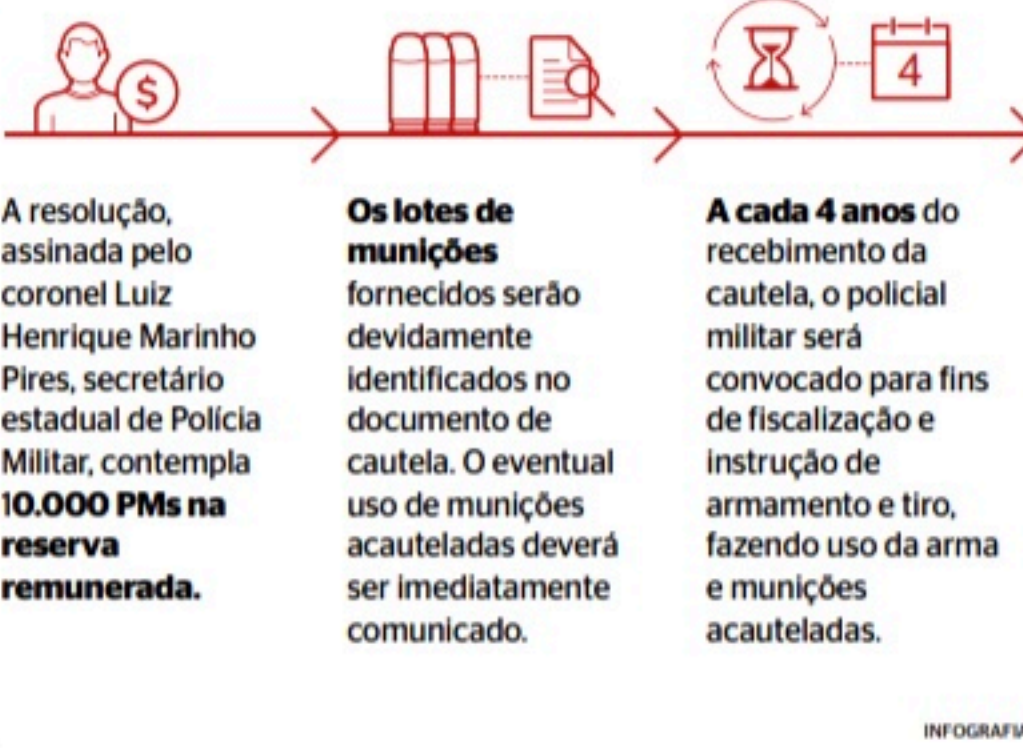 $
4
A resolução,
assinada pelo
coronel Luiz
Henrique Marinho
Pires, secretário
estadual de Polícia
Militar, contempla
10.000 PMs na
reserva
remunerada.
Os lotes de
munições
fornecidos serão
devidamente
identificados no
documento de
cautela. O eventual
uso de munições
acauteladas deverá
ser imediatamente
comunicado.
A cada 4 anos do
recebimento da
cautela, o policial
militar será
convocado para fins
de fiscalização e
instrução de
armamento e tiro,
fazendo uso da arma
e munições
acauteladas.
INFOGRAFIA